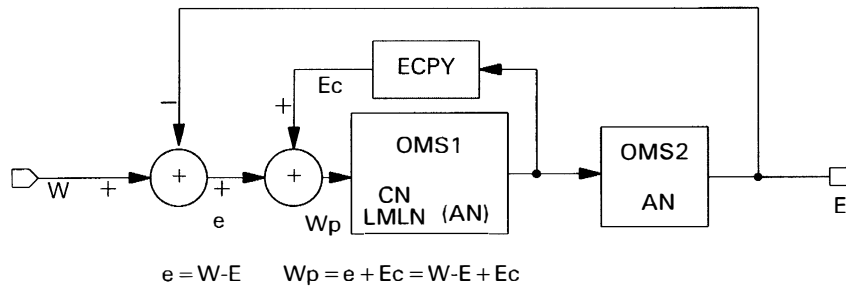 ECPY
Ec
+
−
OMS1
OMS2
W
+
+
+
+
e
Wp
CN
LMLN (AN)
AN
E
e = W-E Wp = e + Ec = W-E + Ec